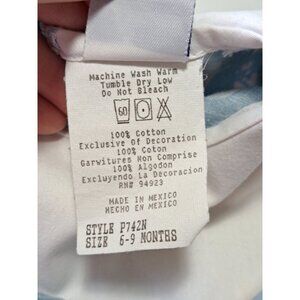 Machine Wash Warm
Tumble Dry Low
Do Not Bleach
60
100% Cotton
Exclusive Of Decoration
100% Coton
Garnitures Non Comprise
100% Algodon
Excluyendo La Decoracion
RN# 94923
MADE IN MEXICO
HECHO EN MEXICO
STYLE P742N
SIZE 6-9 MONTHS